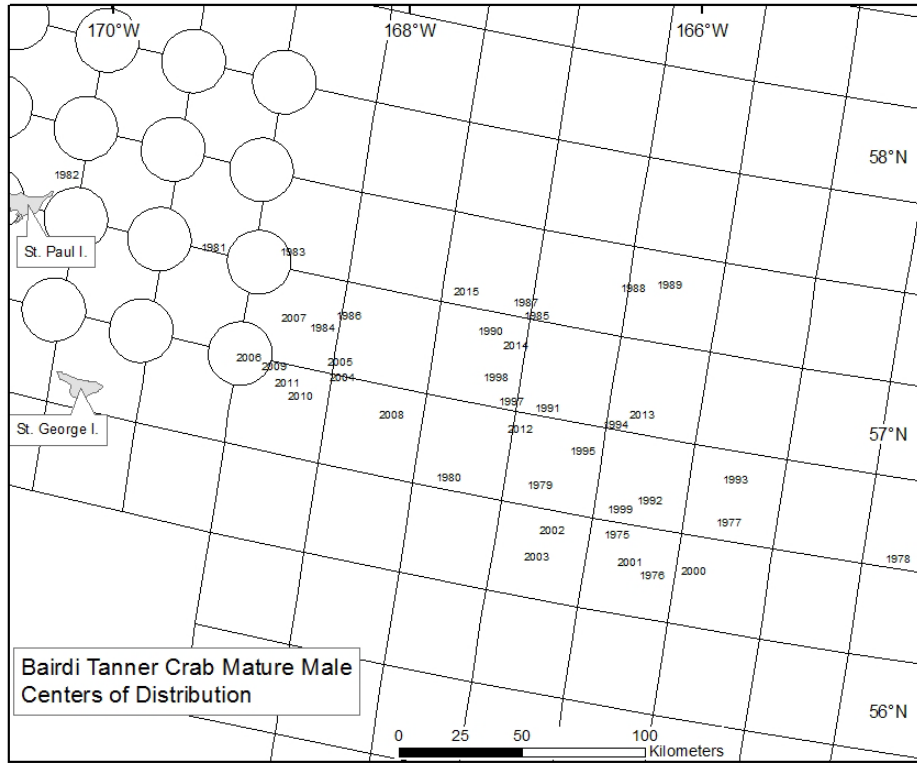 170°W 168°W 166°W
58°N
1982
St. Paul I.
1981 1983
1988 1989
2015 1987
2007 1986 1985
1984 1990
2014
2006 2009 2005
2011 2004 1998
2010 1997 1991
2008 2013
St. George I. 2012 1994 57°N
1995
1980 1979 1993
1992
1999
2002 1975 1977
2003 2001 1978
1976 2000
Bairdi Tanner Crab Mature Male
Centers of Distribution
56°N
0 25 50 100
Kilometers